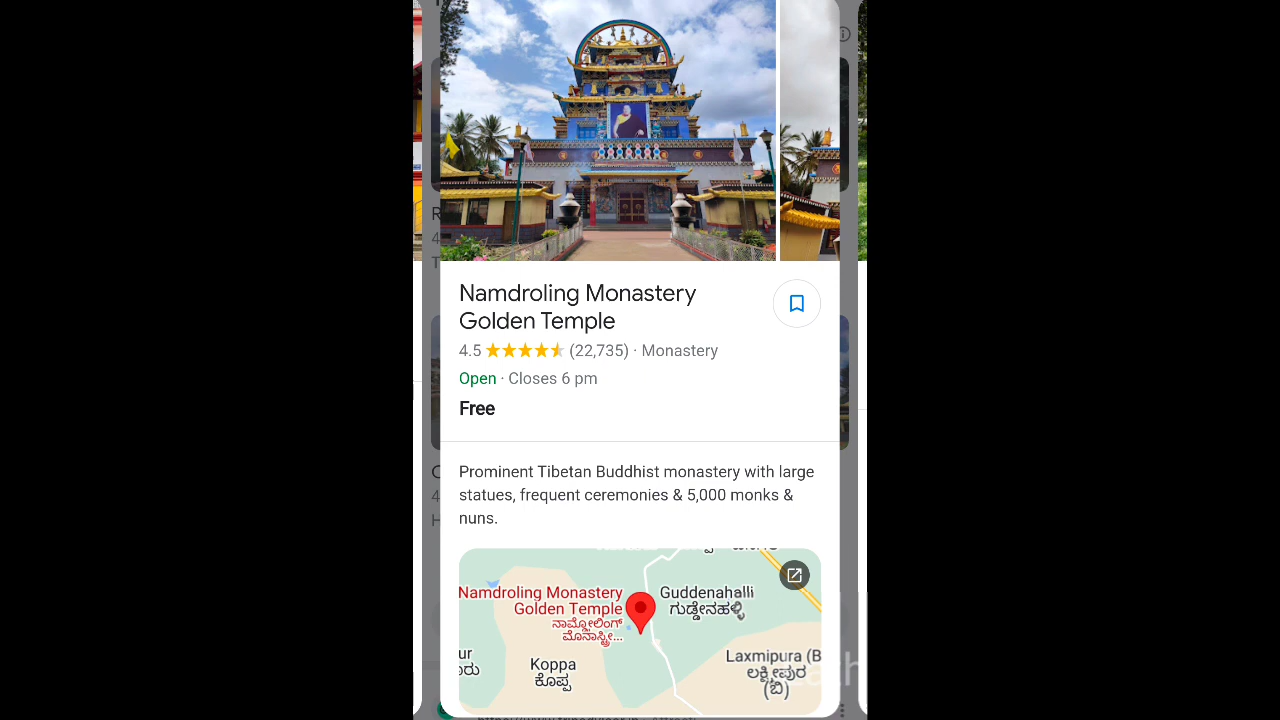 Namdroling Monastery
Golden Temple
4.5 (22,735) · Monastery
Open · Closes 6 pm
Free
Prominent Tibetan Buddhist monastery with large
statues, frequent ceremonies & 5,000 monks &
nuns.
Namdroling Monastery
Golden Temple
Guddenahalli
ಗುಡ್ಡೇನಹಳ್ಳಿ
Koppa
ಕೊಪ್ಪ
Laxmipura (B
ಲಕ್ಷ್ಮೀಪುರ
(ಬಿ)